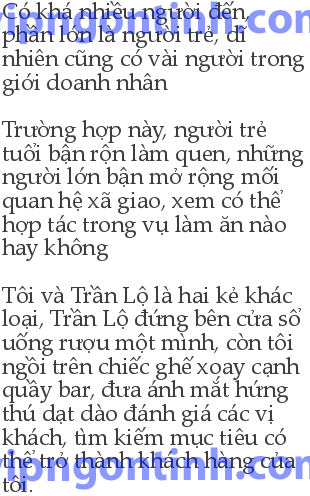 Có khá nhiều người đến,
phần lớn là người trẻ, dĩ
nhiên cũng có vài người trong
giới doanh nhân
Trường hợp này, người trẻ
tuổi bận rộn làm quen, những
người lớn bận mở rộng mối
quan hệ xã giao, xem có thể
hợp tác trong vụ làm ăn nào
hay không
Tôi và Trần Lộ là hai kẻ khác
loại, Trần Lộ đứng bên cửa sổ
uống rượu một mình, còn tôi
ngồi trên chiếc ghế xoay cạnh
quầy bar, đưa ánh mắt hứng
thú dạt dào đánh giá các vị
khách, tìm kiếm mục tiêu có
thể trở thành khách hàng của
tôi.
vipngontinh.com
vipngontinh.com